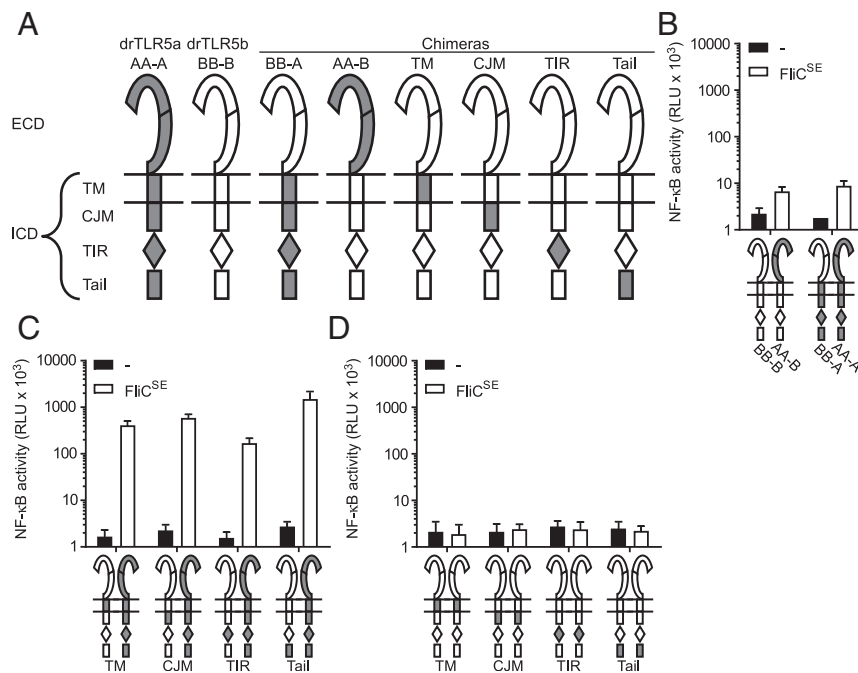 A
drTLR5a drTLR5b Chimeras
AA-A BB-B BB-A AA-B TM CJM TIR Tail
ECD
ICD
TM
CJM
TIR
Tail
B
NF-κB activity (RLU x 10³)
10000
1000
100
10
1
-
FliC^SE
BB-B
AA-B
BB-A
AA-A
C
NF-κB activity (RLU x 10³)
10000
1000
100
10
1
-
FliC^SE
TM CJM TIR Tail
D
NF-κB activity (RLU x 10³)
10000
1000
100
10
1
-
FliC^SE
TM CJM TIR Tail